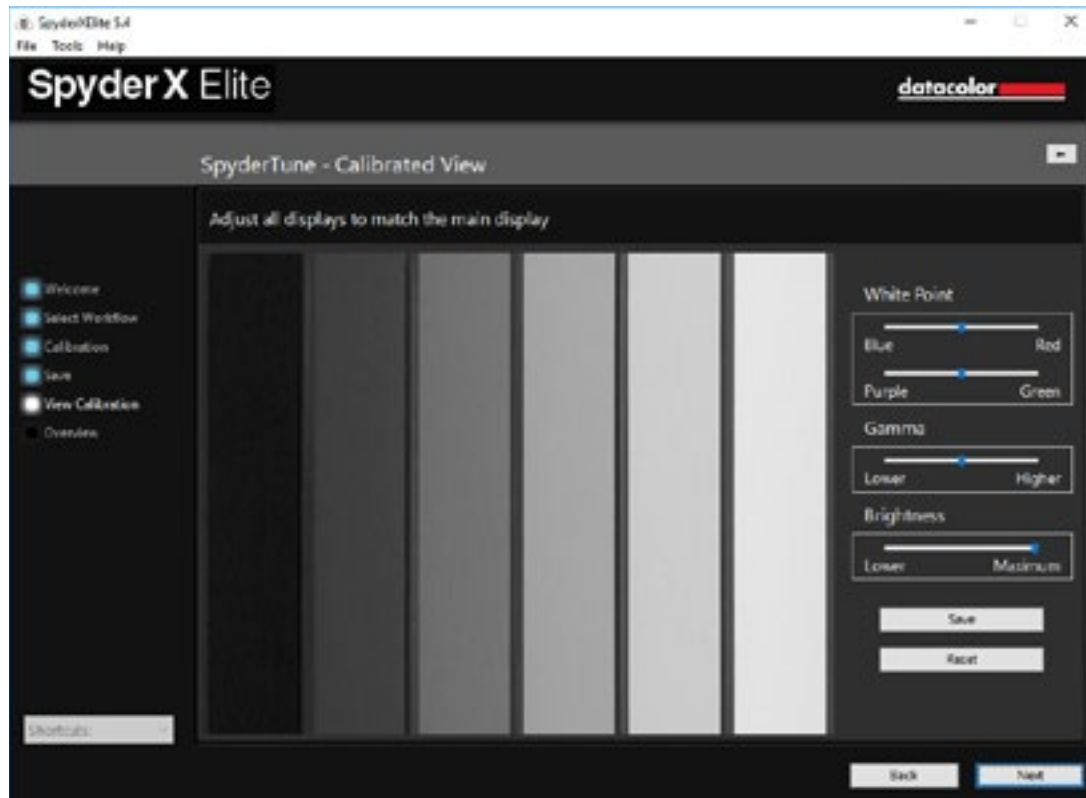 SpyderXElite 5.4
File Tools Help
SpyderX Elite
datacolor
SpyderTune - Calibrated View
Adjust all displays to match the main display
Welcome
Select Workflow
Calibration
Save
View Calibration
Overview
White Point
Blue Red
Purple Green
Gamma
Lower Higher
Brightness
Lower Maximum
Save
Reset
Shortcuts:
Back Next